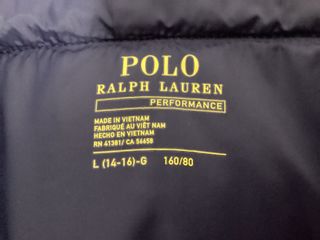 POLO
RALPH LAUREN
PERFORMANCE
MADE IN VIETNAM
FABRIQUÉ AU VIÊT NAM
HECHO EN VIETNAM
RN 41381/ CA 56658
L (14-16)-G 160/80